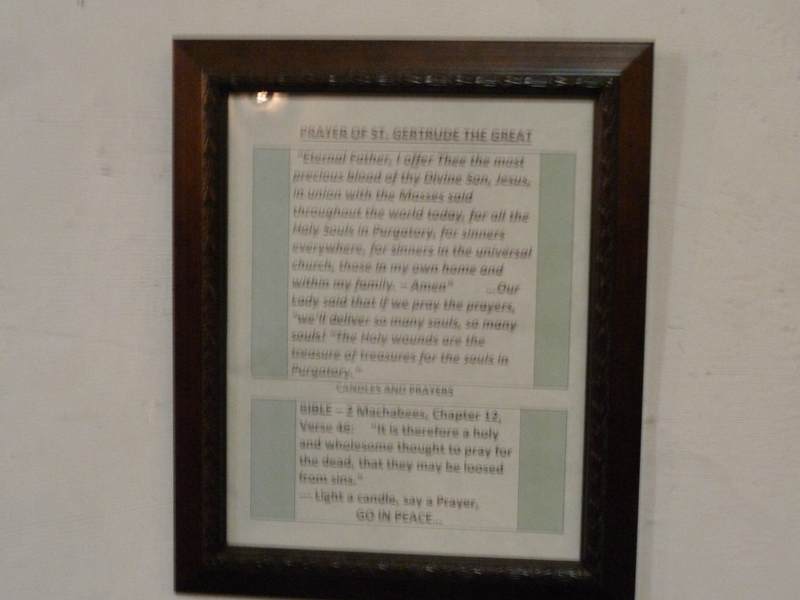 PRAYER OF ST. GERTRUDE THE GREAT
"Eternal Father, I offer Thee the most
precious blood of thy Divine Son, Jesus,
in union with the Masses said
throughout the world today, for all the
Holy Souls in Purgatory, for sinners
everywhere, for sinners in the universal
church, those in my own home and
within my family. – Amen" ...Our
Lady said that if we pray the prayers,
"we'll deliver so many souls, so many
souls! "The Holy wounds are the
treasure of treasures for the souls in
Purgatory."
CANDLES AND PRAYERS
BIBLE – 2 Machabees, Chapter 12,
Verse 46: "It is therefore a holy
and wholesome thought to pray for
the dead, that they may be loosed
from sins."
--- Light a candle, say a Prayer,
GO IN PEACE...